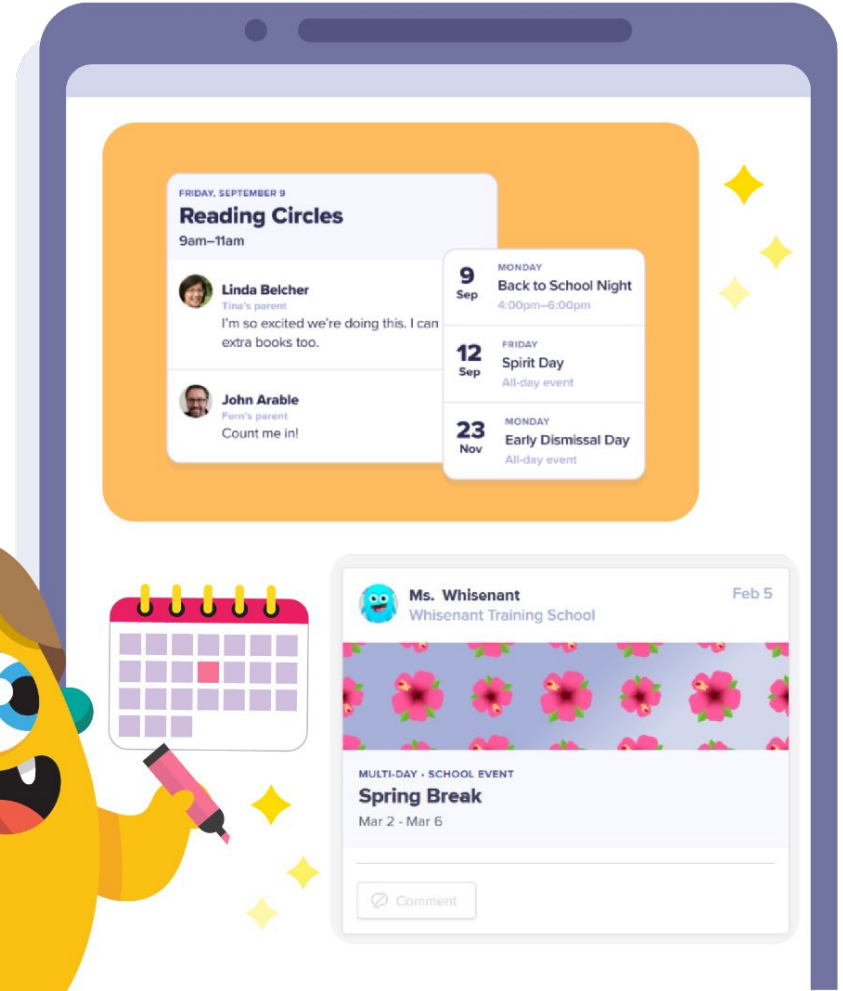 FRIDAY, SEPTEMBER 9
Reading Circles
9am–11am
Linda Belcher
Tina's parent
I'm so excited we're doing this. I can
extra books too.
John Arable
Fern's parent
Count me in!
9
Sep
MONDAY
Back to School Night
4:00pm–6:00pm
12
Sep
FRIDAY
Spirit Day
All-day event
23
Nov
MONDAY
Early Dismissal Day
All-day event
Ms. Whisenant
Feb 5
Whisenant Training School
MULTI-DAY • SCHOOL EVENT
Spring Break
Mar 2 - Mar 6
Comment